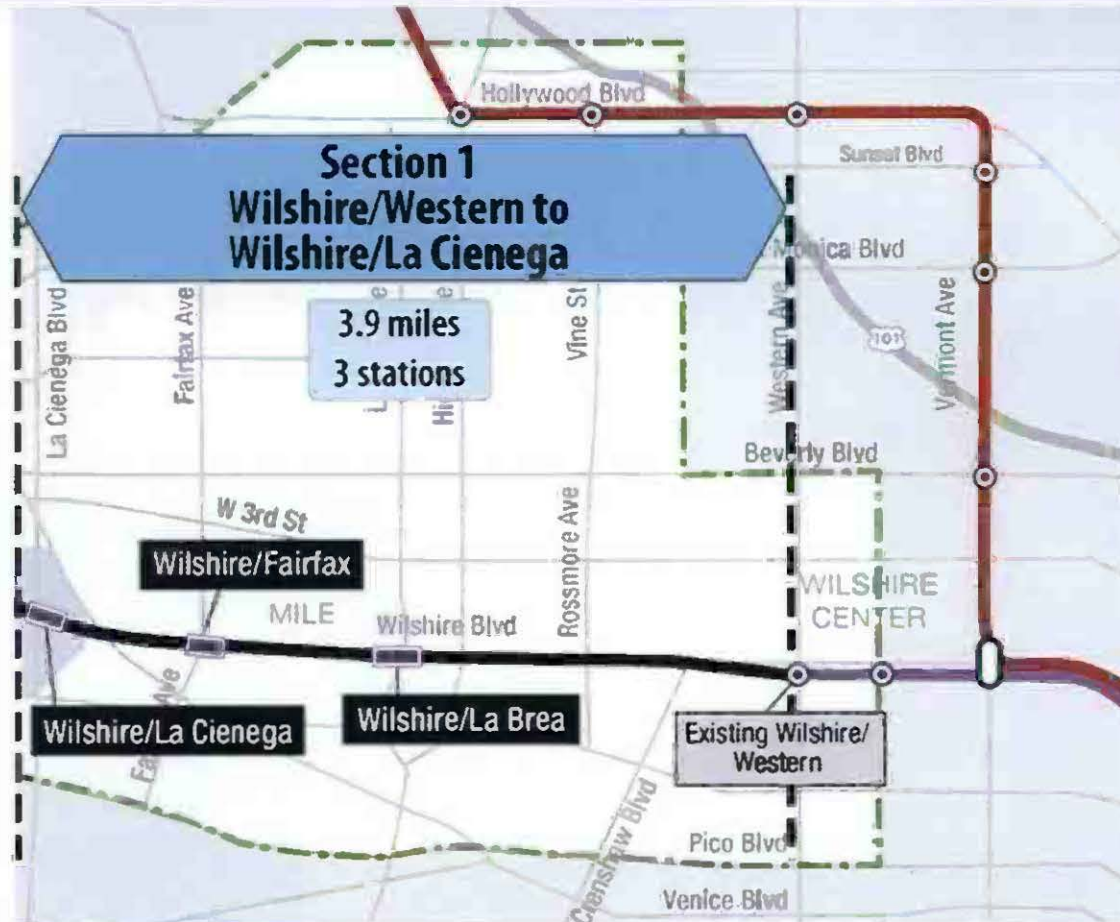 Hollywood Blvd
Sunset Blvd
Section 1
Wilshire/Western to
Wilshire/La Cienega
Monica Blvd
3.9 miles
3 stations
La Cienega Blvd
Fairfax Ave
Vine St
Western Ave
101
Vermont Ave
Beverly Blvd
W 3rd St
Wilshire/Fairfax
Rossmore Ave
WILSHIRE
CENTER
MILE
Wilshire Blvd
Wilshire/La Cienega
Wilshire/La Brea
Existing Wilshire/
Western
Ave
Crenshaw Blvd
Pico Blvd
Venice Blvd